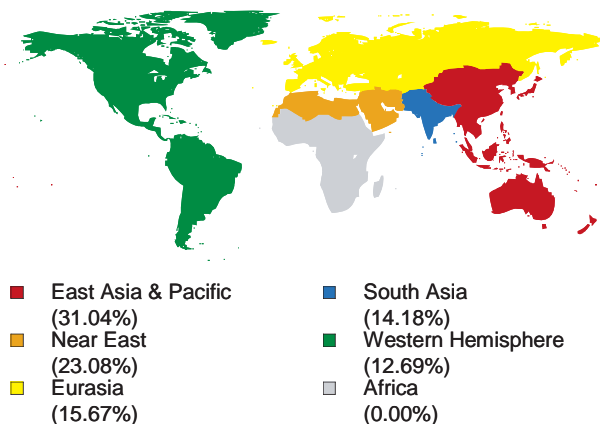 East Asia & Pacific
(31.04%)
Near East
(23.08%)
Eurasia
(15.67%)
South Asia
(14.18%)
Western Hemisphere
(12.69%)
Africa
(0.00%)